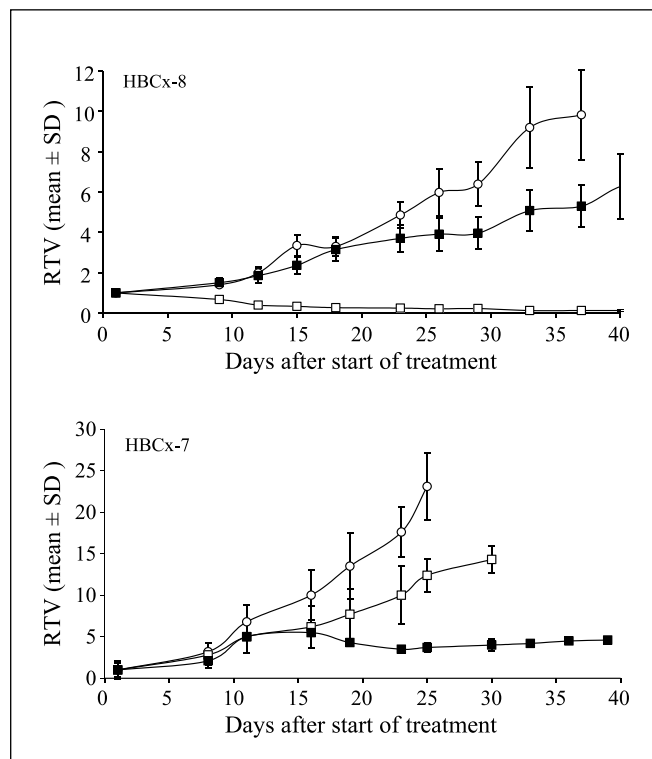 HBCx-8
RTV (mean ± SD )
12
10
8
6
4
2
0
0 5 10 15 20 25 30 35 40
Days after start of treatment
HBCx-7
RTV (mean ± SD )
30
25
20
15
10
5
0
0 5 10 15 20 25 30 35 40
Days after start of treatment